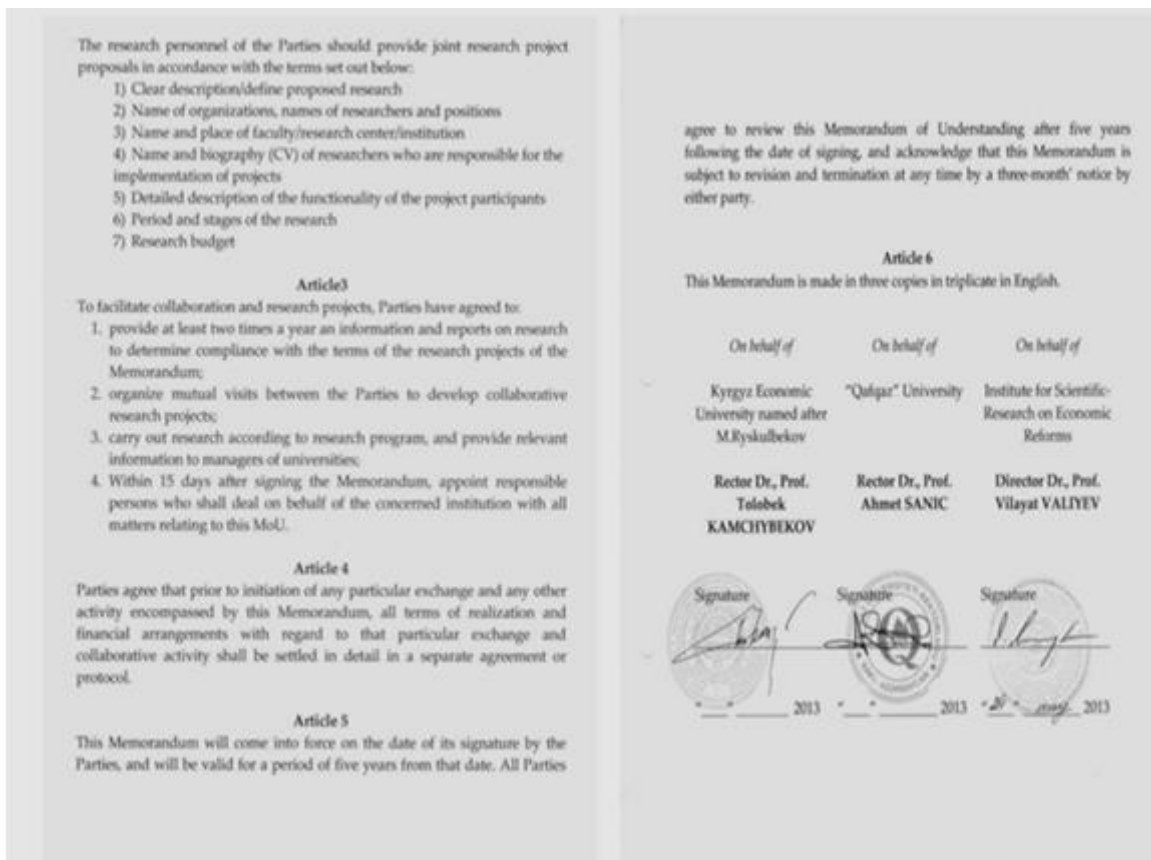 The research personnel of the Parties should provide joint research project
proposals in accordance with the terms set out below:
1) Clear description/define proposed research
2) Name of organizations, names of researchers and positions
3) Name and place of faculty/research center/institution
4) Name and biography (CV) of researchers who are responsible for the
implementation of projects
5) Detailed description of the functionality of the project participants
6) Period and stages of the research
7) Research budget
Article3
To facilitate collaboration and research projects, Parties have agreed to:
1. provide at least two times a year an information and reports on research
to determine compliance with the terms of the research projects of the
Memorandum;
2. organize mutual visits between the Parties to develop collaborative
research projects;
3. carry out research according to research program, and provide relevant
information to managers of universities;
4. Within 15 days after signing the Memorandum, appoint responsible
persons who shall deal on behalf of the concerned institution with all
matters relating to this MoU.
Article 4
Parties agree that prior to initiation of any particular exchange and any other
activity encompassed by this Memorandum, all terms of realization and
financial arrangements with regard to that particular exchange and
collaborative activity shall be settled in detail in a separate agreement or
protocol.
Article 5
This Memorandum will come into force on the date of its signature by the
Parties, and will be valid for a period of five years from that date. All Parties
agree to review this Memorandum of Understanding after five years
following the date of signing, and acknowledge that this Memorandum is
subject to revision and termination at any time by a three-month' notice by
either party.
Article 6
This Memorandum is made in three copies in triplicate in English.
On behalf of On behalf of On behalf of
Kyrgyz Economic "Qafqaz" University Institute for Scientific-
University named after Research on Economic
M.Ryskulbekov Reforms
Rector Dr., Prof. Rector Dr., Prof. Director Dr., Prof.
Tolobek Ahmet SANIC Vilayat VALIYEV
KAMCHYBEKOV
Signature Signature Signature
"__" ______ 2013 "__" ______ 2013 "20" may 2013